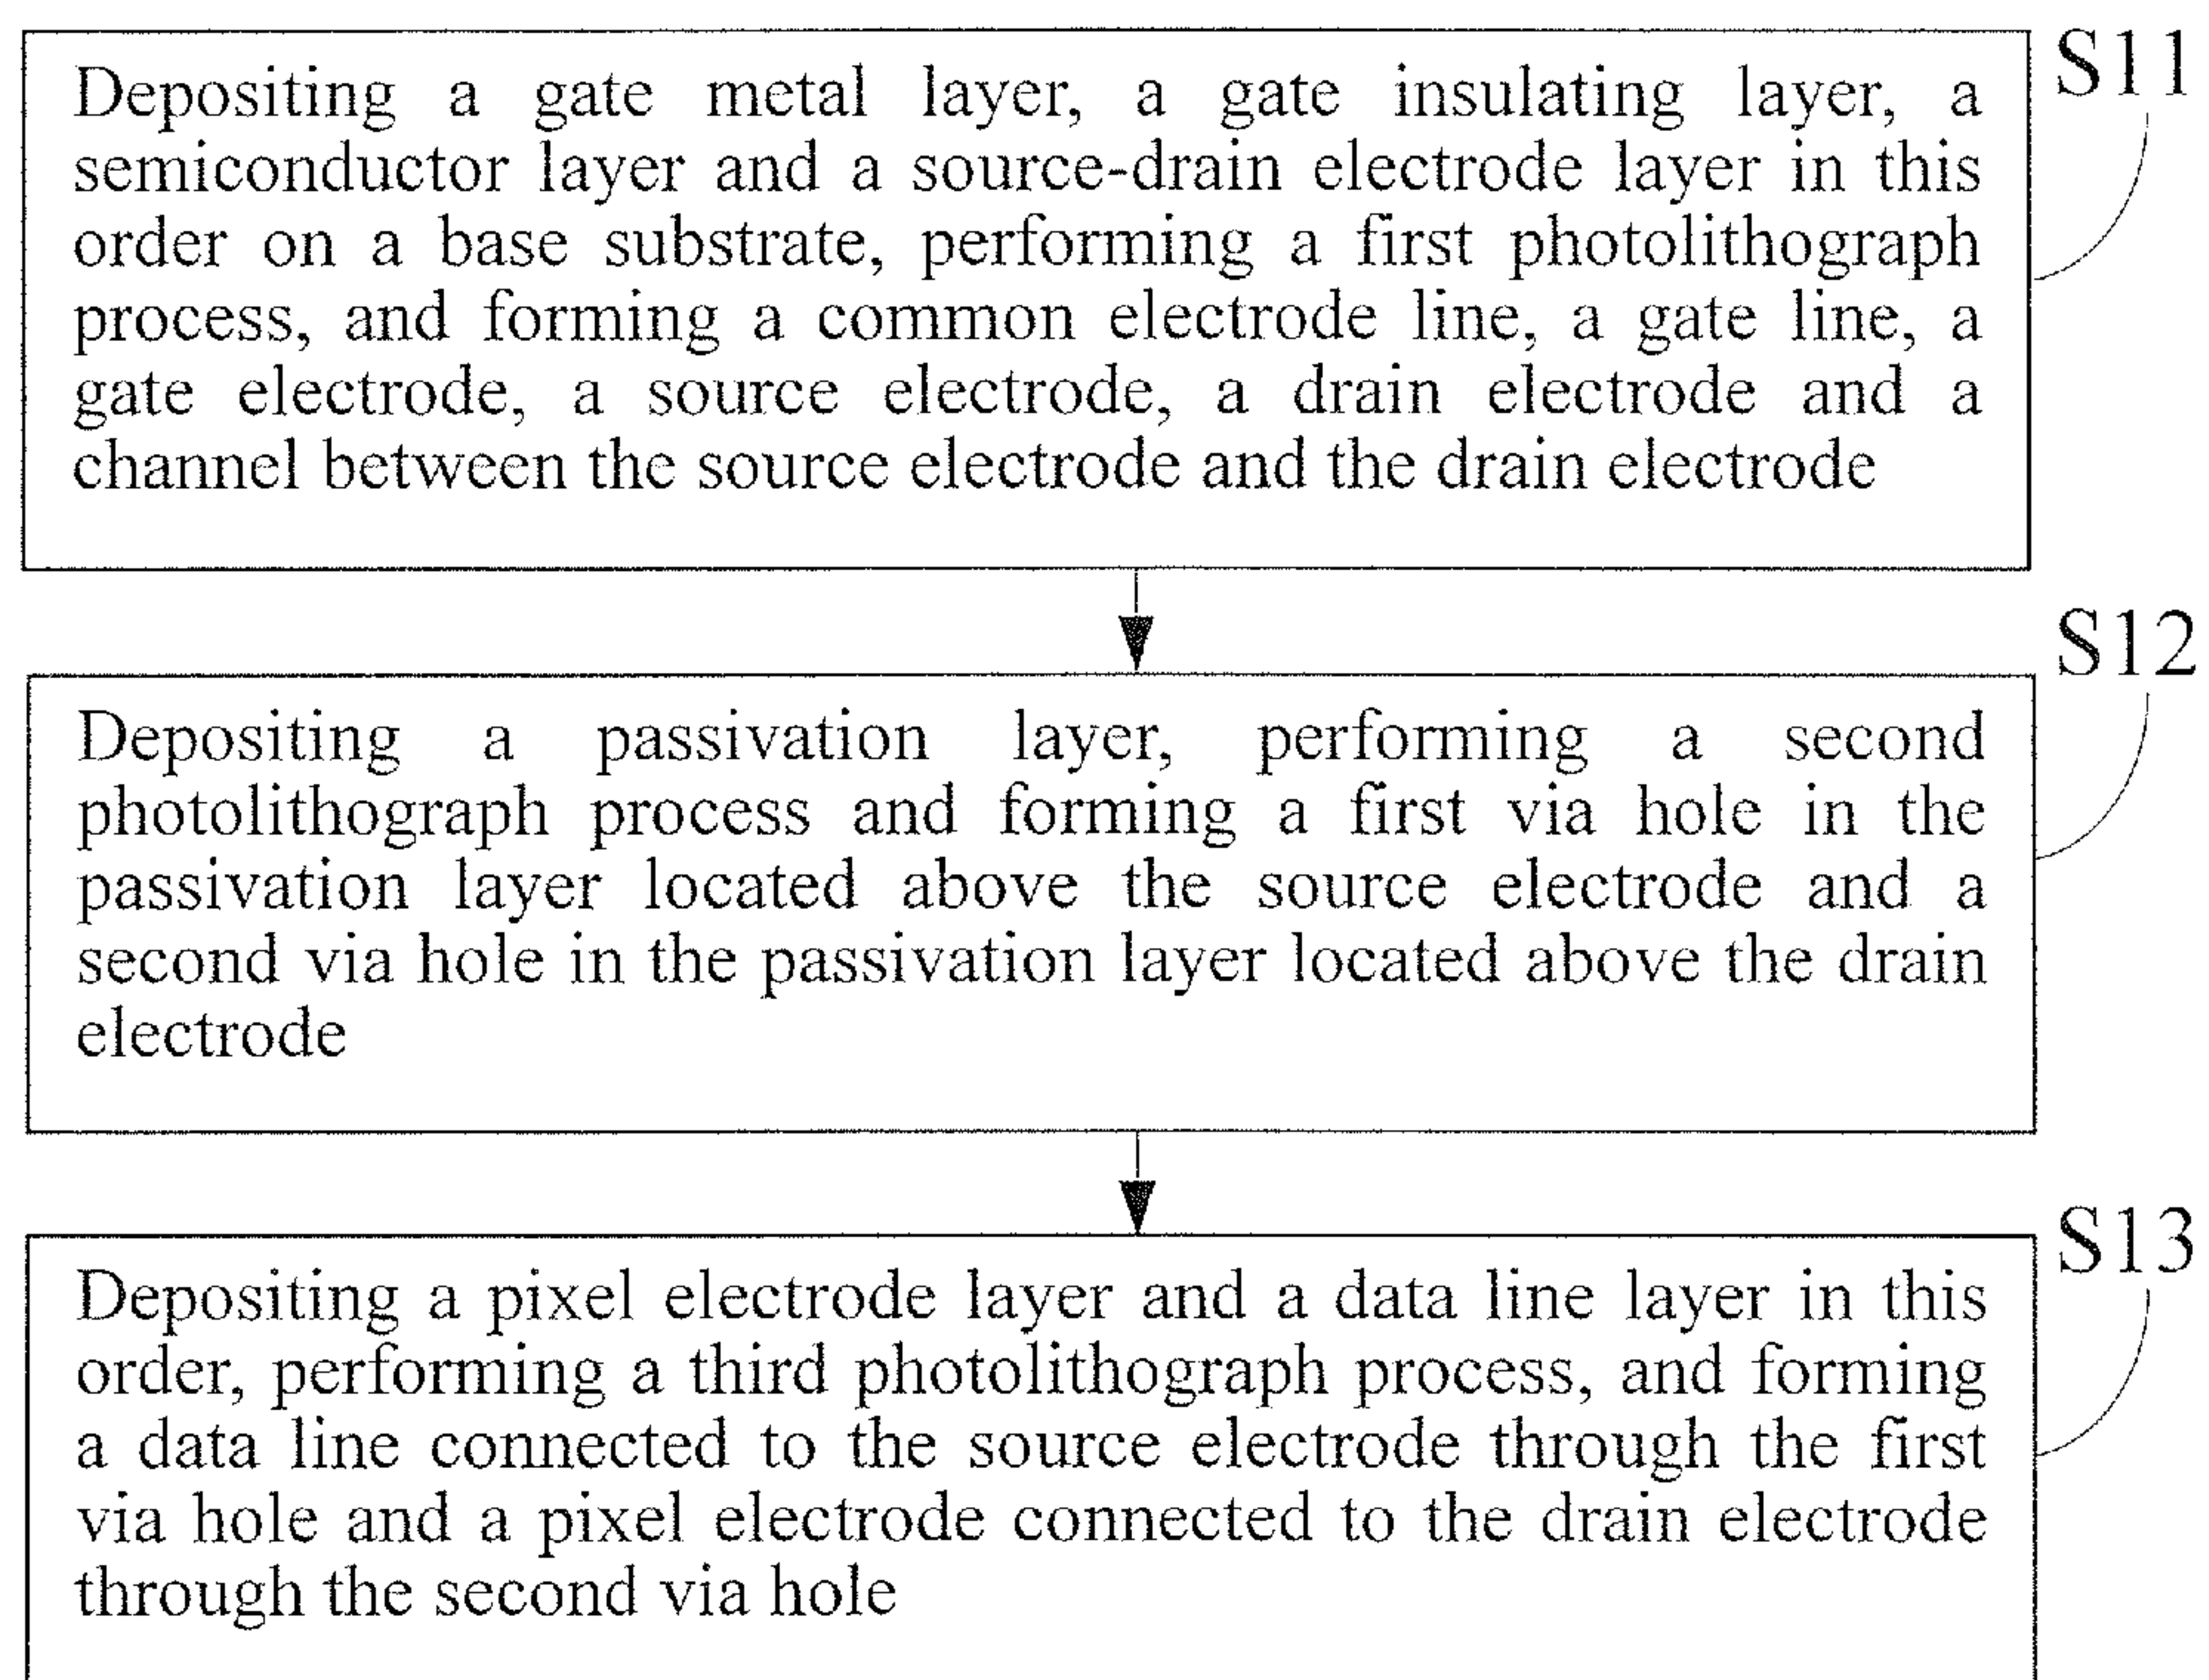 S11
Depositing a gate metal layer, a gate insulating layer, a
semiconductor layer and a source-drain electrode layer in this
order on a base substrate, performing a first photolithograph
process, and forming a common electrode line, a gate line, a
gate electrode, a source electrode, a drain electrode and a
channel between the source electrode and the drain electrode
S12
Depositing a passivation layer, performing a second
photolithograph process and forming a first via hole in the
passivation layer located above the source electrode and a
second via hole in the passivation layer located above the drain
electrode
S13
Depositing a pixel electrode layer and a data line layer in this
order, performing a third photolithograph process, and forming
a data line connected to the source electrode through the first
via hole and a pixel electrode connected to the drain electrode
through the second via hole